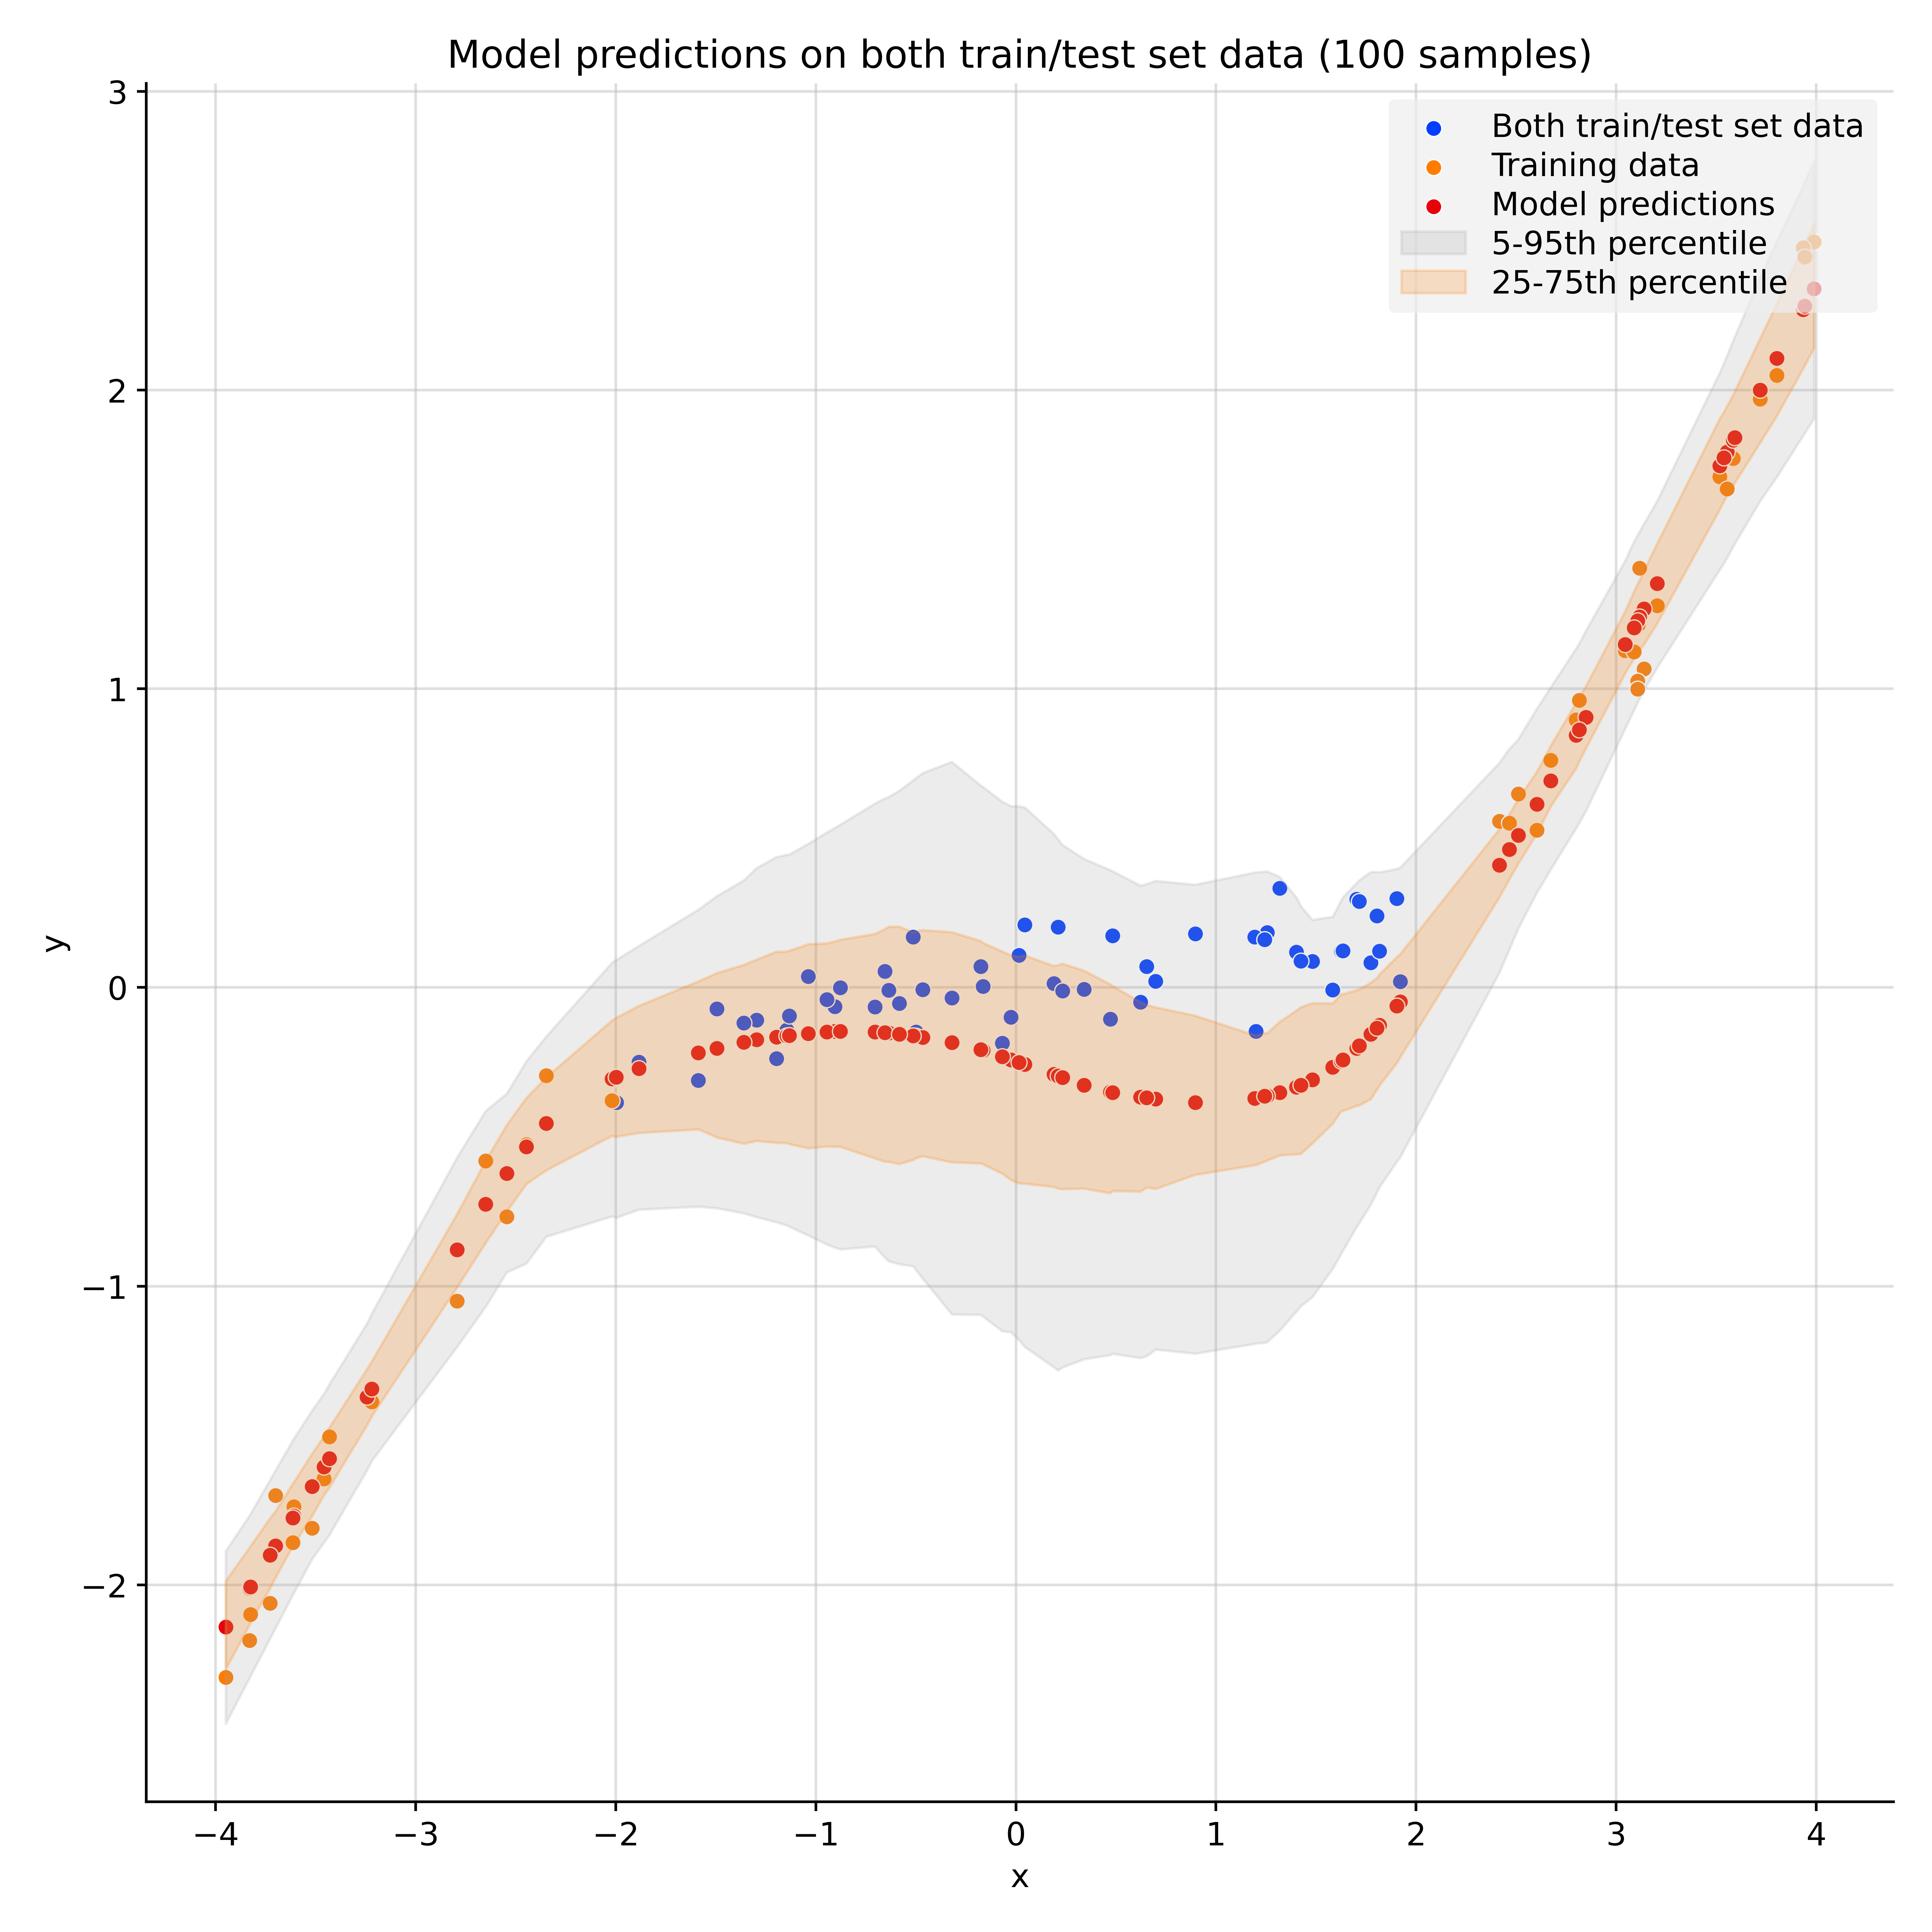 Model predictions on both train/test set data (100 samples)
Both train/test set data
Training data
Model predictions
5-95th percentile
25-75th percentile
3
2
1
0
−1
−2
y
−4
−3
−2
−1
0
1
2
3
4
x